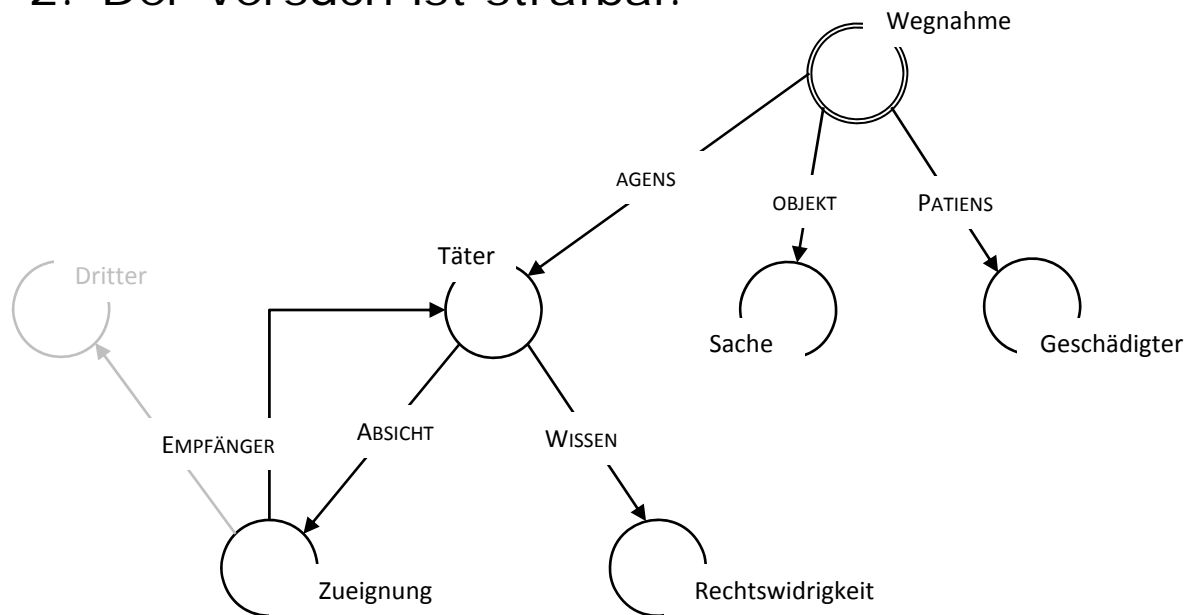 2. Der Versuch ist strafbar.
Wegnahme
AGENS
OBJEKT
PATIENS
Täter
Dritter
Sache
Geschädigter
EMPFÄNGER
ABSICHT
WISSEN
Zueignung
Rechtswidrigkeit